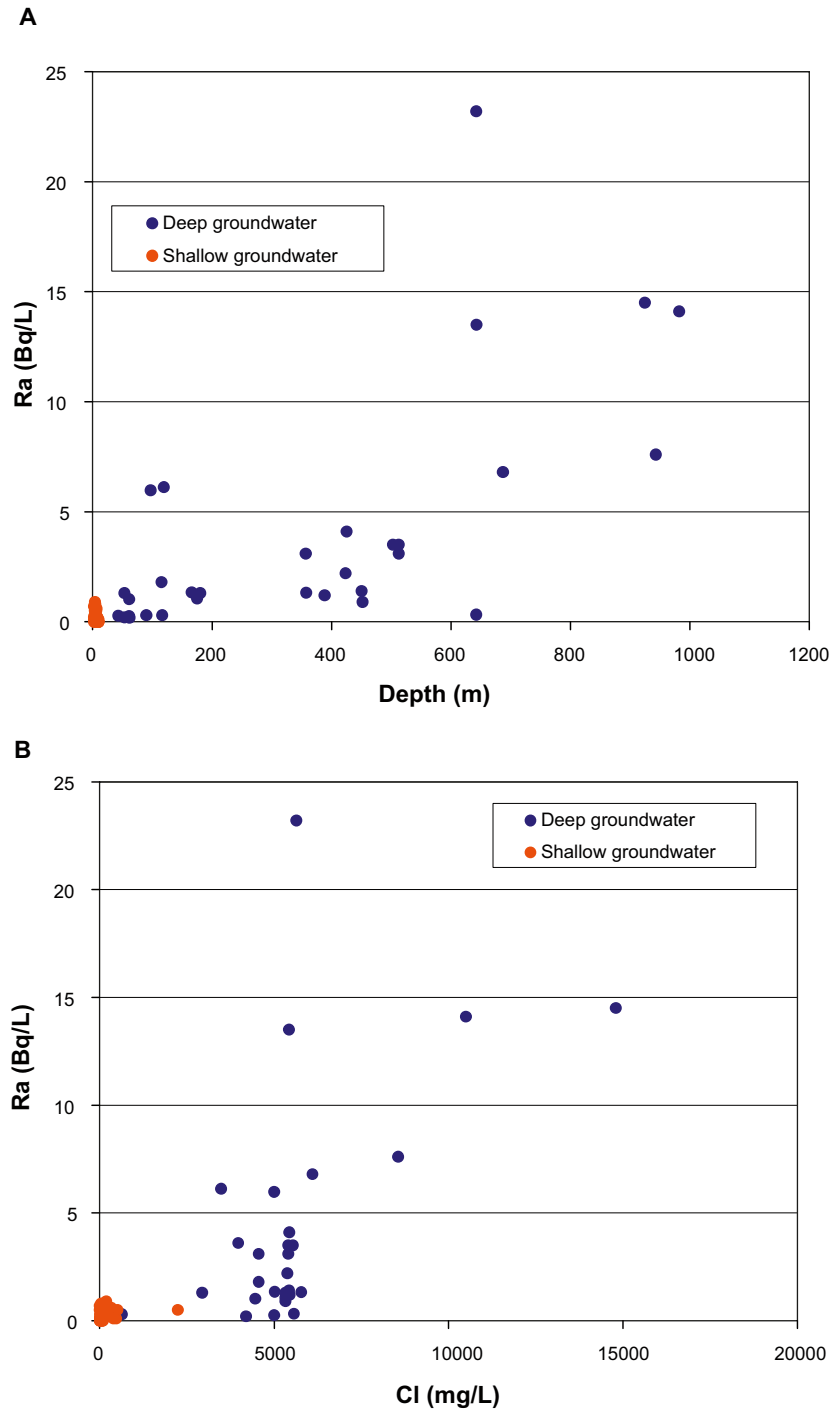 A
25
20
Deep groundwater
Shallow groundwater
15
Ra (Bq/L)
10
5
0
0 200 400 600 800 1000 1200
Depth (m)
B
25
Deep groundwater
Shallow groundwater
20
15
Ra (Bq/L)
10
5
0
0 5000 10000 15000 20000
Cl (mg/L)